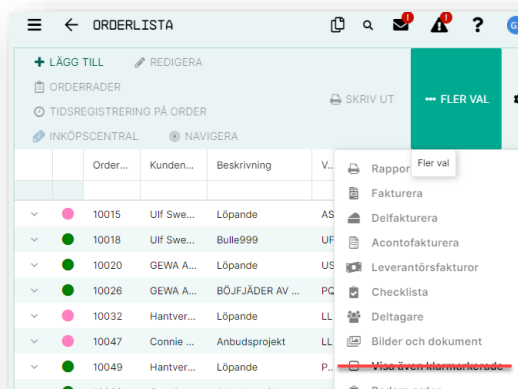 ORDERLISTA
?
G
LÄGG TILL REDIGERA
ORDERRADER
TIDSREGISTRERING PÅ ORDER
SKRIV UT
FLER VAL
INKÖPSCENTRAL NAVIGERA
Order... Kunden... Beskrivning V...
Fler val
Rappor
Fakturera
10015 Ulf Swe... Löpande AS
Delfakturera
10018 Ulf Swe... Bulle999 UF
Acontofakturera
10020 GEWA A... Löpande US
Leverantörsfakturor
10026 GEWA A... BÖJFJÄDER AV ... PQ
Checklista
10032 Hantver... Löpande LL
Deltagare
10047 Connie ... Anbudsprojekt LL
Bilder och dokument
10049 Hantver... Löpande P...
Visa även klarmarkerade